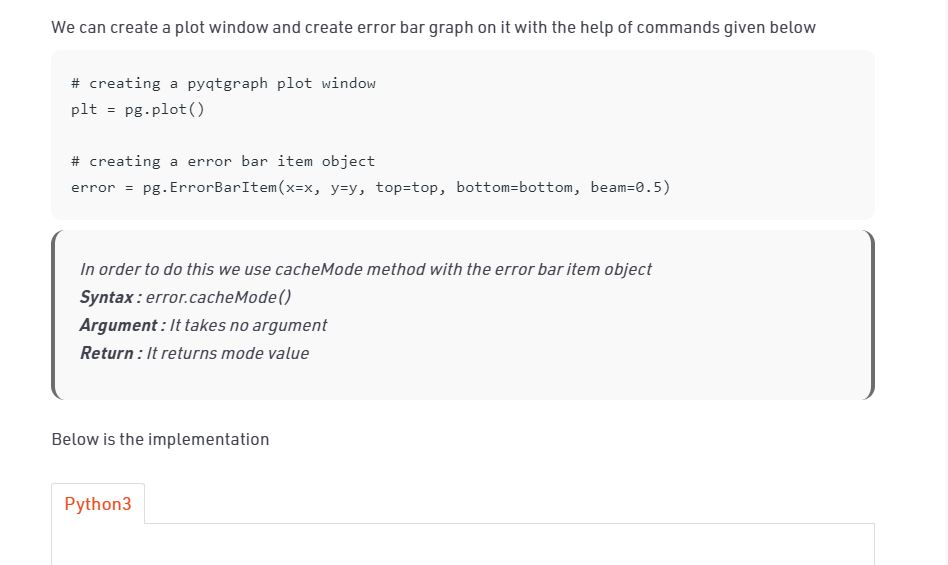 We can create a plot window and create error bar graph on it with the help of commands given below
# creating a pyqtgraph plot window
plt = pg.plot()
# creating a error bar item object
error = pg.ErrorBarItem(x=x, y=y, top=top, bottom=bottom, beam=0.5)
In order to do this we use cacheMode method with the error bar item object
Syntax : error.cacheMode()
Argument : It takes no argument
Return : It returns mode value
Below is the implementation
Python3